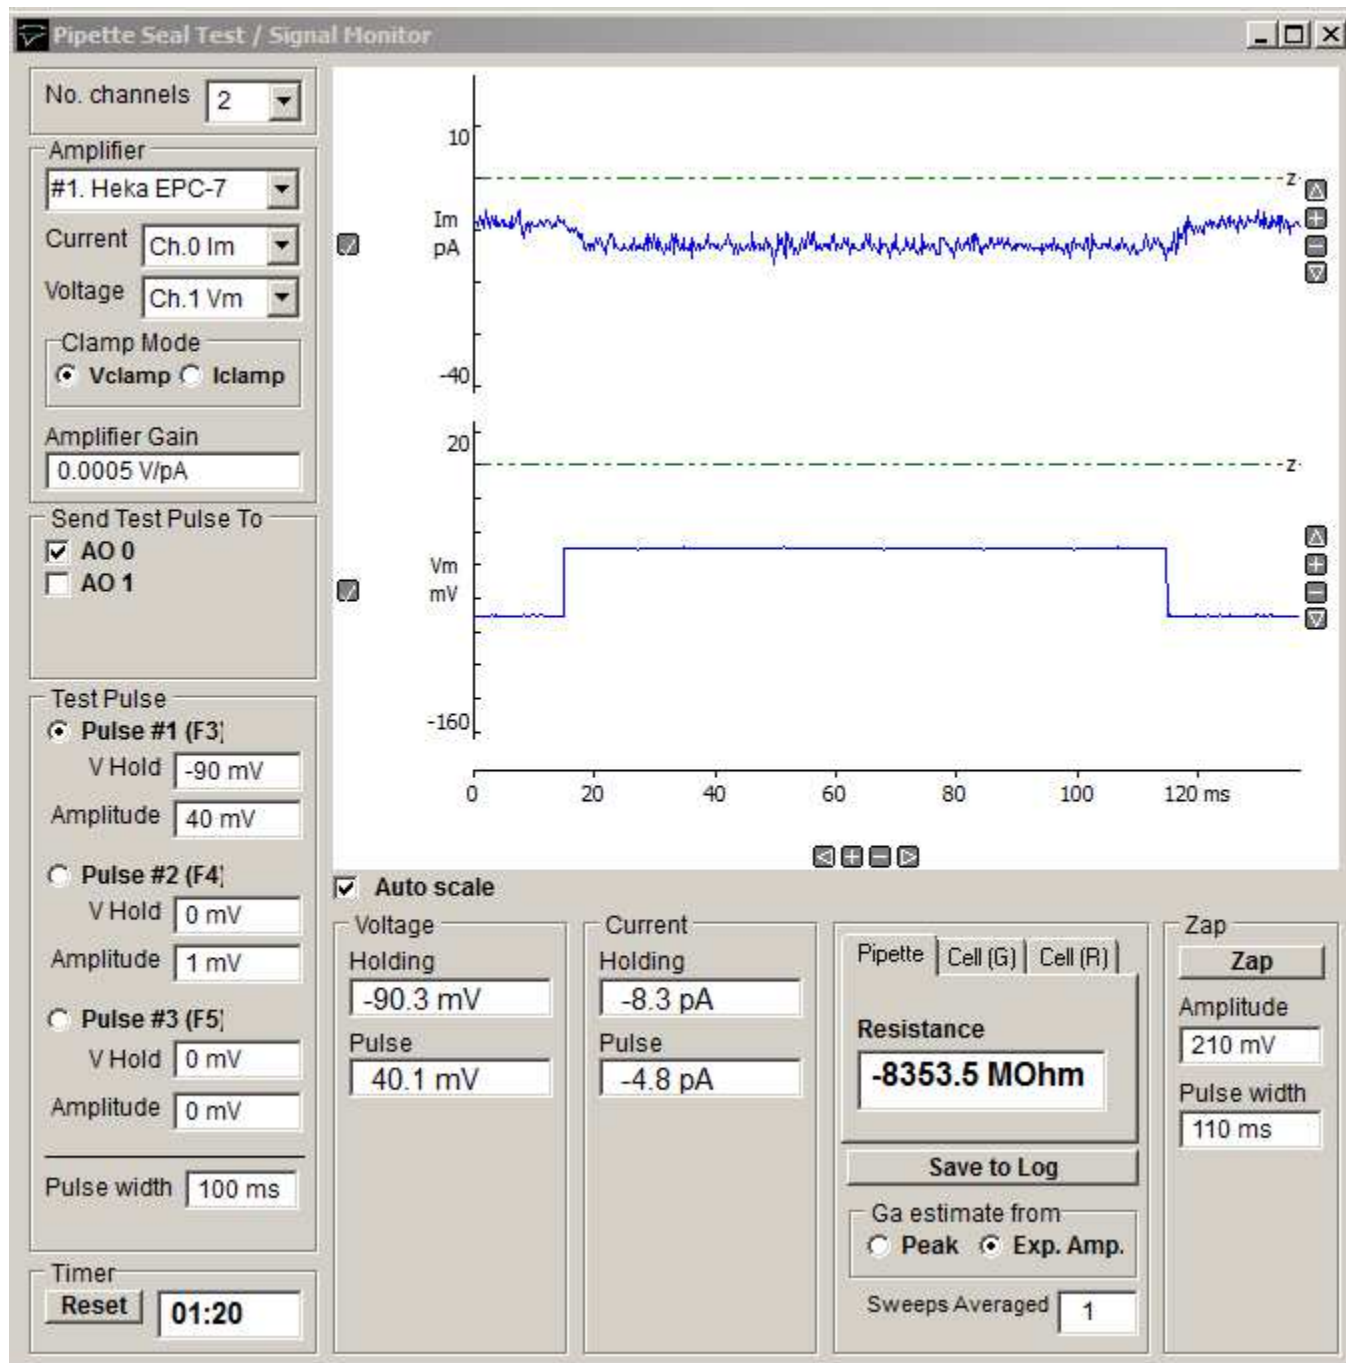 Pipette Seal Test / Signal Monitor
No. channels 2
Amplifier
#1. Heka EPC-7
Current Ch.0 Im
Voltage Ch.1 Vm
Clamp Mode
Vclamp Iclamp
Amplifier Gain
0.0005 V/pA
Send Test Pulse To
AO 0
AO 1
Test Pulse
Pulse #1 (F3)
V Hold -90 mV
Amplitude 40 mV
Pulse #2 (F4)
V Hold 0 mV
Amplitude 1 mV
Pulse #3 (F5)
V Hold 0 mV
Amplitude 0 mV
Pulse width 100 ms
Timer
Reset 01:20
10
z
Im
pA
-40
20
z
Vm
mV
-160
0 20 40 60 80 100 120 ms
Auto scale
Voltage
Holding
-90.3 mV
Pulse
40.1 mV
Current
Holding
-8.3 pA
Pulse
-4.8 pA
Pipette Cell (G) Cell (R)
Resistance
-8353.5 MOhm
Save to Log
Ga estimate from
Peak Exp. Amp.
Sweeps Averaged 1
Zap
Zap
Amplitude
210 mV
Pulse width
110 ms